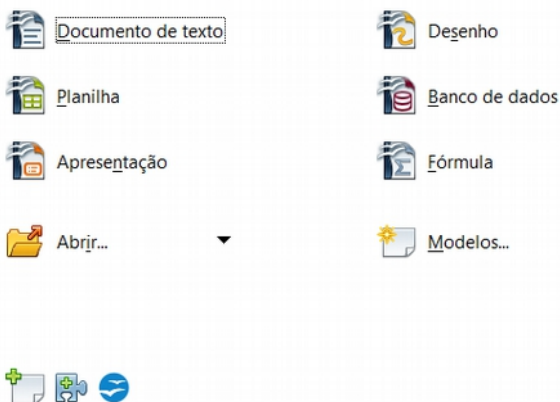 Documento de texto
Desenho
Planilha
Banco de dados
Apresentação
Fórmula
Abrir...
Modelos...